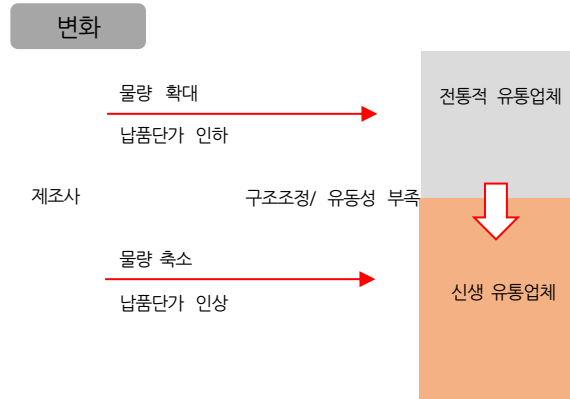 변화
물량 확대
납품단가 인하
전통적 유통업체
제조사
구조조정/ 유동성 부족
물량 축소
납품단가 인상
신생 유통업체